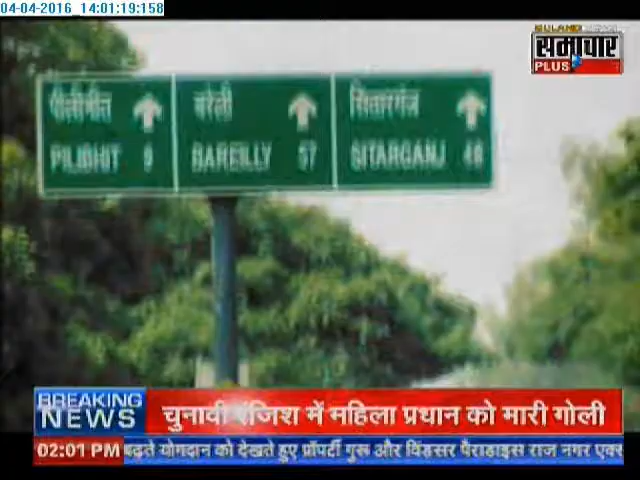 04-04-2016_14:01:19:158
समाचार
PLUS
पीलीभीत बरेली सितारगंज
PILIBHIT 9 BAREILLY 57 SITARGANJ 48
BREAKING NEWS चुनावी रंजिश में महिला प्रधान को मारी गोली
02:01 PM बढ़ते योगदान को देखते हुए प्रॉपर्टी गुरू और विंडसर पैराडाइस राज नगर एक्स